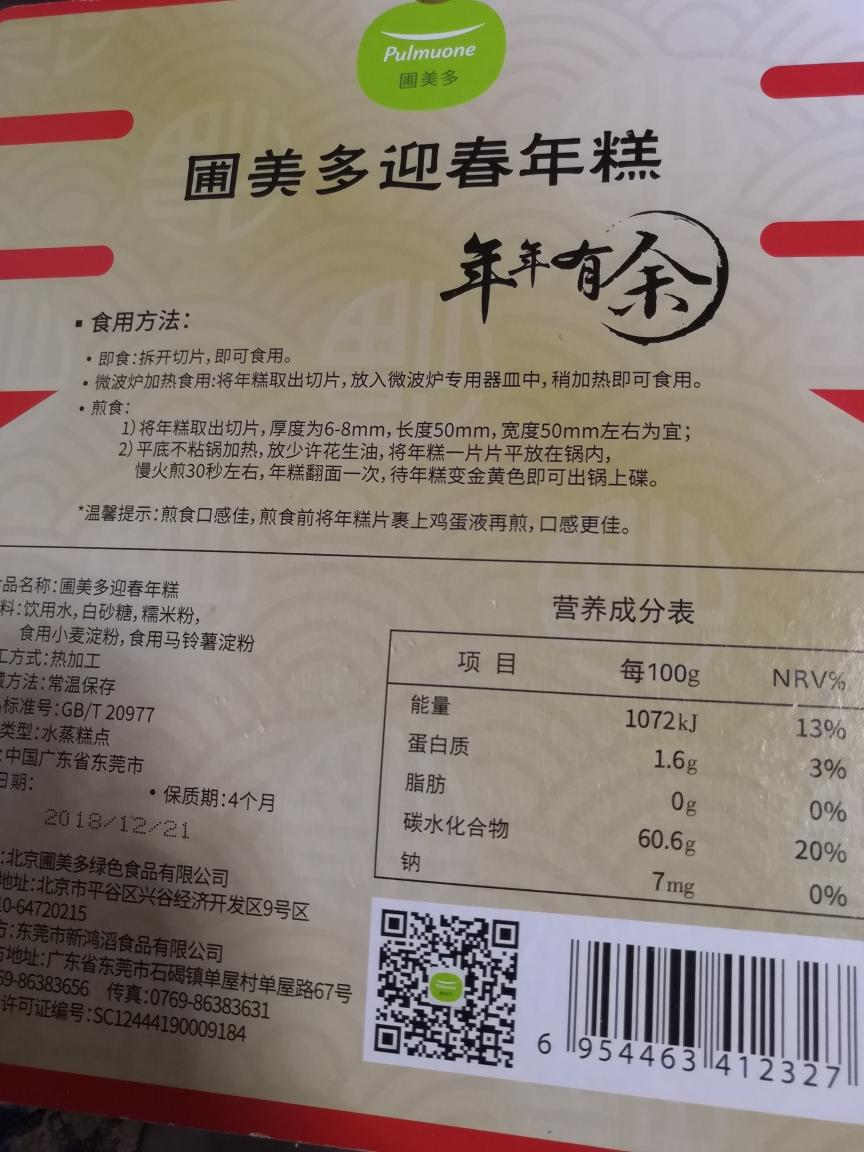 Pulmuone
圃美多
圃美多迎春年糕
年年有余
▪ 食用方法：
• 即食：拆开切片，即可食用。
• 微波炉加热食用：将年糕取出切片，放入微波炉专用器皿中，稍加热即可食用。
• 煎食：
1）将年糕取出切片，厚度为6-8mm，长度50mm，宽度50mm左右为宜；
2）平底不粘锅加热，放少许花生油，将年糕一片片平放在锅内，
慢火煎30秒左右，年糕翻面一次，待年糕变金黄色即可出锅上碟。
*温馨提示：煎食口感佳，煎食前将年糕片裹上鸡蛋液再煎，口感更佳。
品名称：圃美多迎春年糕
料：饮用水，白砂糖，糯米粉，
食用小麦淀粉，食用马铃薯淀粉
工方式：热加工
藏方法：常温保存
标准号：GB/T 20977
类型：水蒸糕点
：中国广东省东莞市
日期：
• 保质期：4个月
2018/12/21
：北京圃美多绿色食品有限公司
地址：北京市平谷区兴谷经济开发区9号区
10-64720215
方：东莞市新鸿滔食品有限公司
方地址：广东省东莞市石碣镇单屋村单屋路67号
69-86383656 传真：0769-86383631
许可证编号：SC12444190009184
营养成分表
项 目 每100g NRV%
能量 1072kJ 13%
蛋白质 1.6g 3%
脂肪 0g 0%
碳水化合物 60.6g 20%
钠 7mg 0%
6 954463 412327